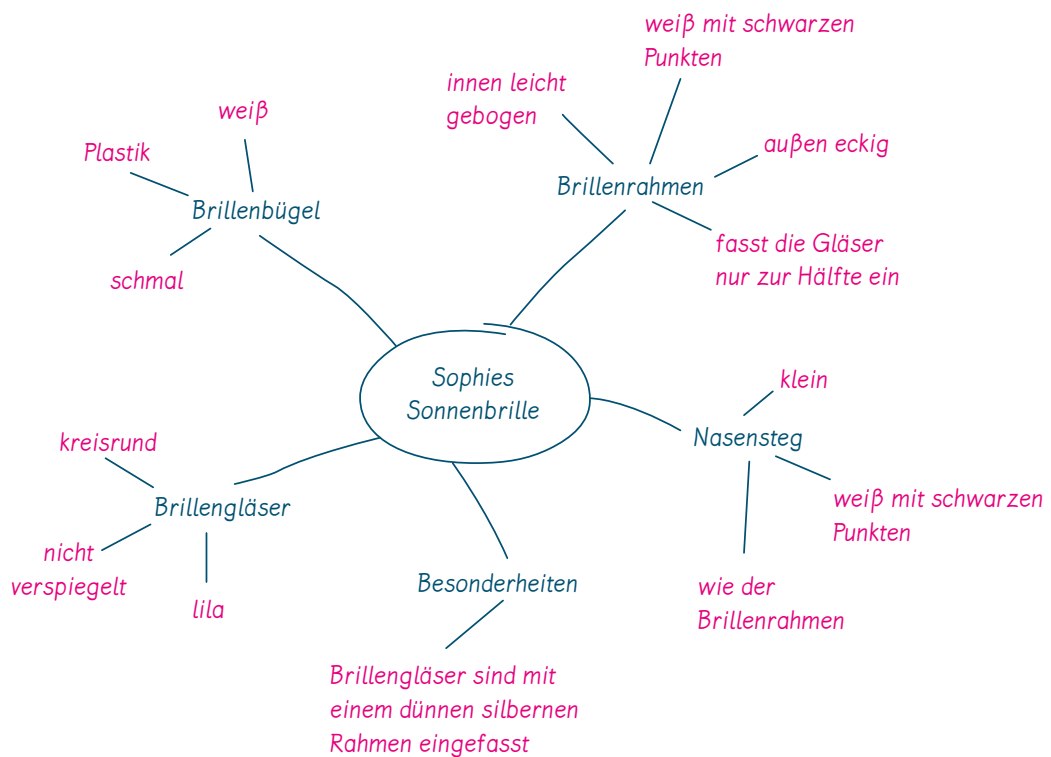 weiß mit schwarzen
Punkten
innen leicht
gebogen
außen eckig
Brillenrahmen
fasst die Gläser
nur zur Hälfte ein
weiß
Plastik
Brillenbügel
schmal
Sophies
Sonnenbrille
klein
Nasensteg
weiß mit schwarzen
Punkten
wie der
Brillenrahmen
kreisrund
Brillengläser
nicht
verspiegelt
lila
Besonderheiten
Brillengläser sind mit
einem dünnen silbernen
Rahmen eingefasst